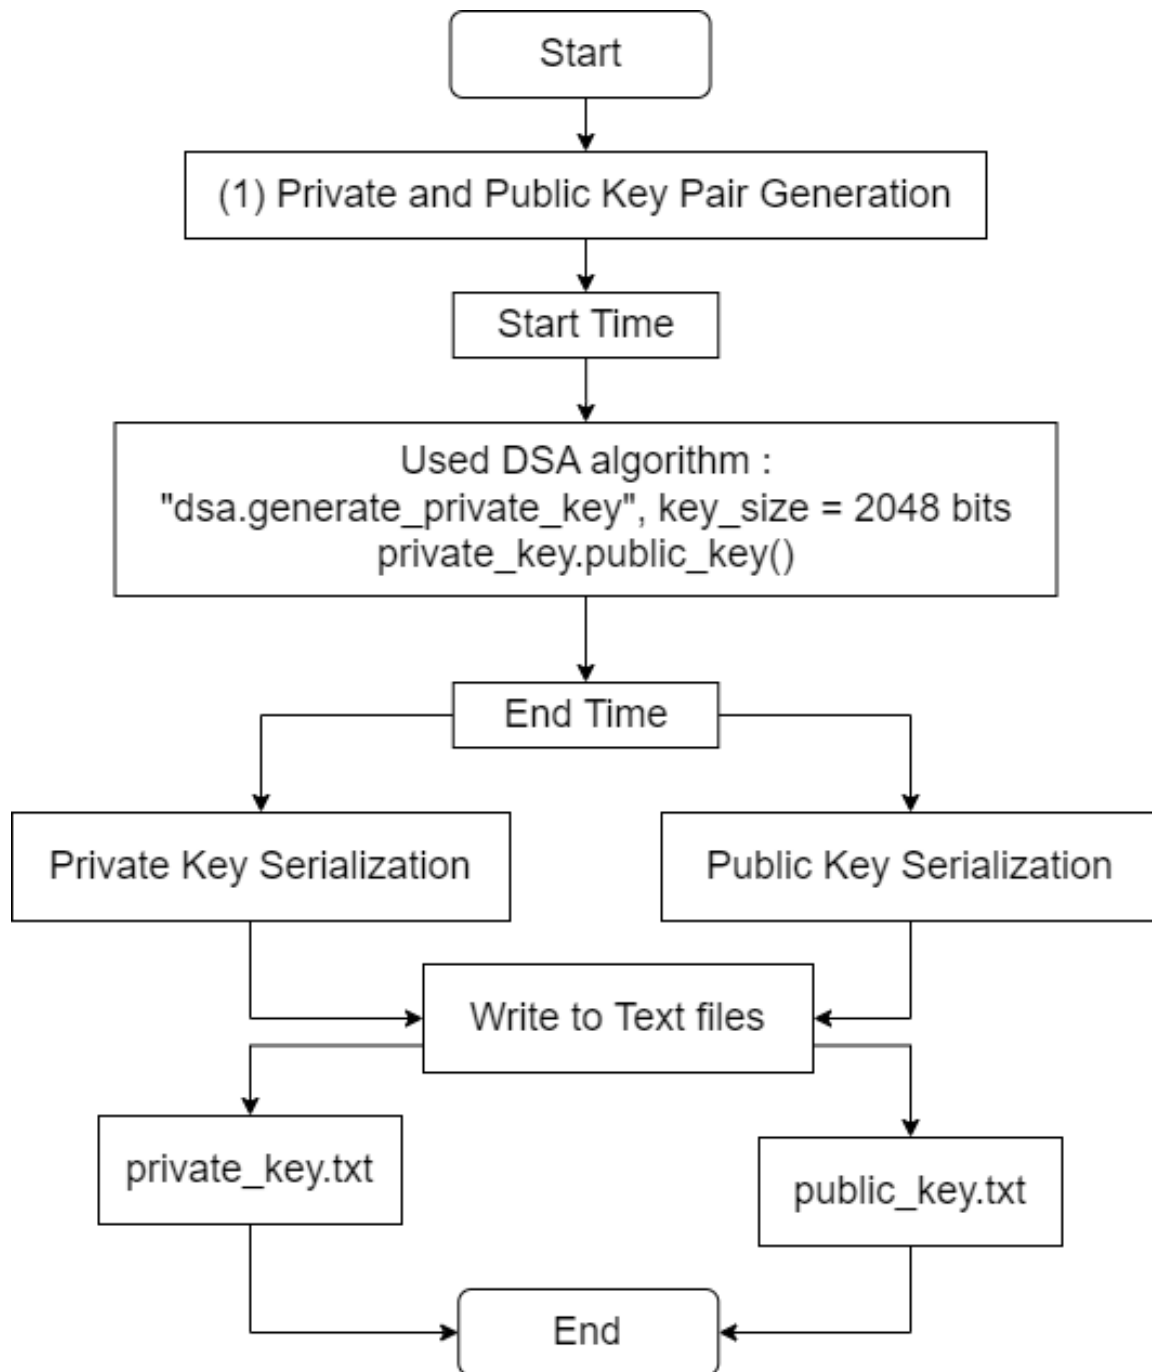 Start
(1) Private and Public Key Pair Generation
Start Time
Used DSA algorithm :
"dsa.generate_private_key", key_size = 2048 bits
private_key.public_key()
End Time
Private Key Serialization
Public Key Serialization
Write to Text files
private_key.txt
public_key.txt
End